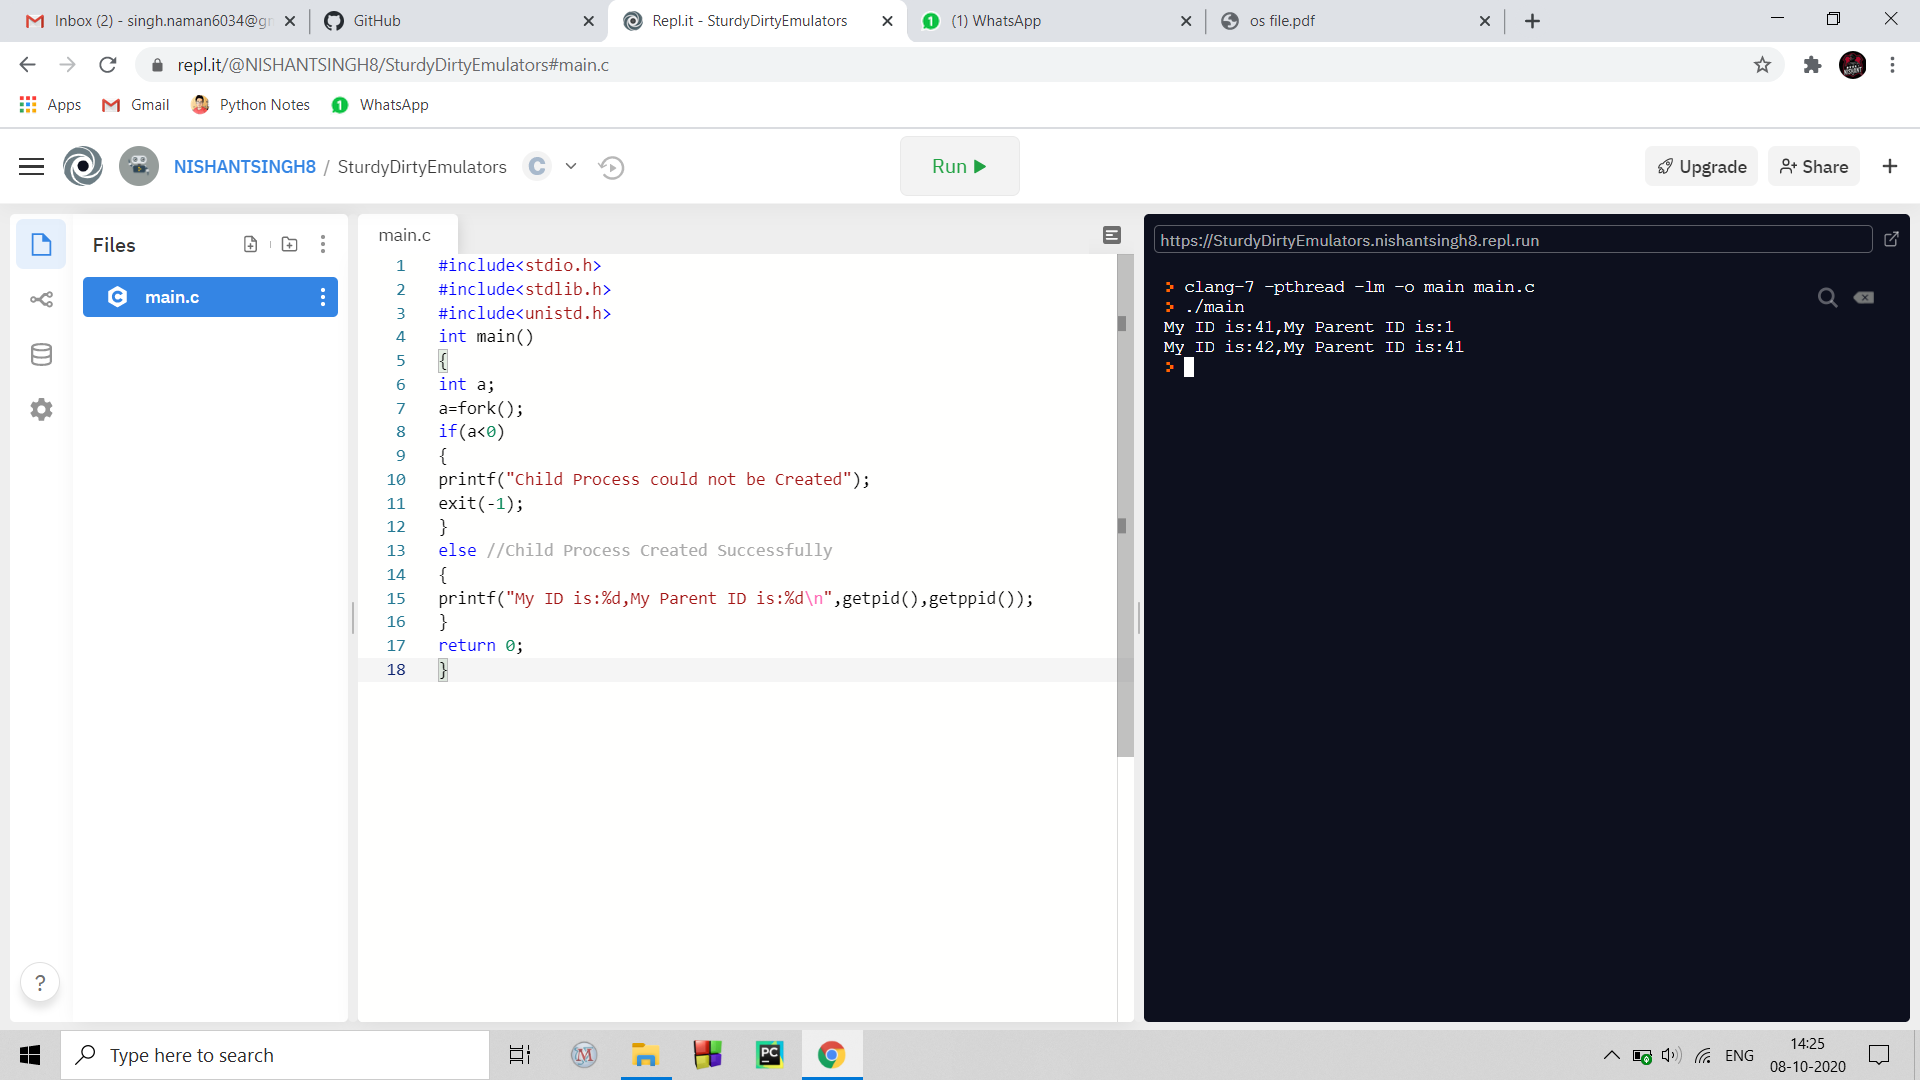 Inbox (2) - singh.naman6034@gm
GitHub
Repl.it - SturdyDirtyEmulators
1 (1) WhatsApp
os file.pdf
repl.it/@NISHANTSINGH8/SturdyDirtyEmulators#main.c
Apps
Gmail
Python Notes
1 WhatsApp
NISHANTSINGH8 / SturdyDirtyEmulators
C
Run
Upgrade
Share
Files
main.c
main.c
1 #include<stdio.h>
2 #include<stdlib.h>
3 #include<unistd.h>
4 int main()
5 {
6 int a;
7 a=fork();
8 if(a<0)
9 {
10 printf("Child Process could not be Created");
11 exit(-1);
12 }
13 else //Child Process Created Successfully
14 {
15 printf("My ID is:%d,My Parent ID is:%d\n",getpid(),getppid());
16 }
17 return 0;
18 }
https://SturdyDirtyEmulators.nishantsingh8.repl.run
> clang-7 -pthread -lm -o main main.c
> ./main
My ID is:41,My Parent ID is:1
My ID is:42,My Parent ID is:41
>
?
Type here to search
PC
ENG
14:25
08-10-2020